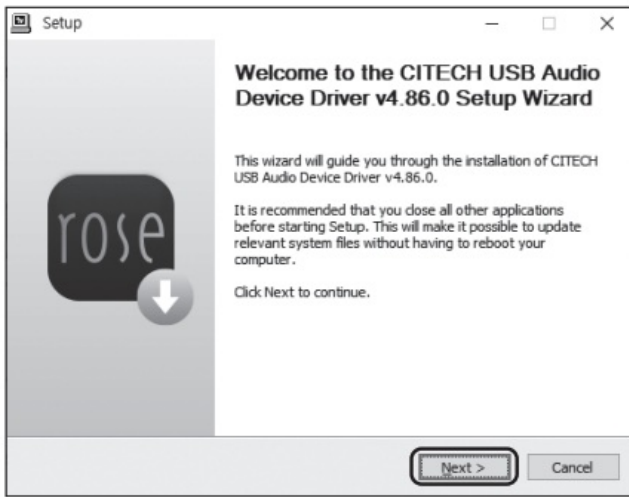 Setup
Welcome to the CITECH USB Audio
Device Driver v4.86.0 Setup Wizard
This wizard will guide you through the installation of CITECH
USB Audio Device Driver v4.86.0.
It is recommended that you close all other applications
before starting Setup. This will make it possible to update
relevant system files without having to reboot your
computer.
Click Next to continue.
rose
Next >
Cancel